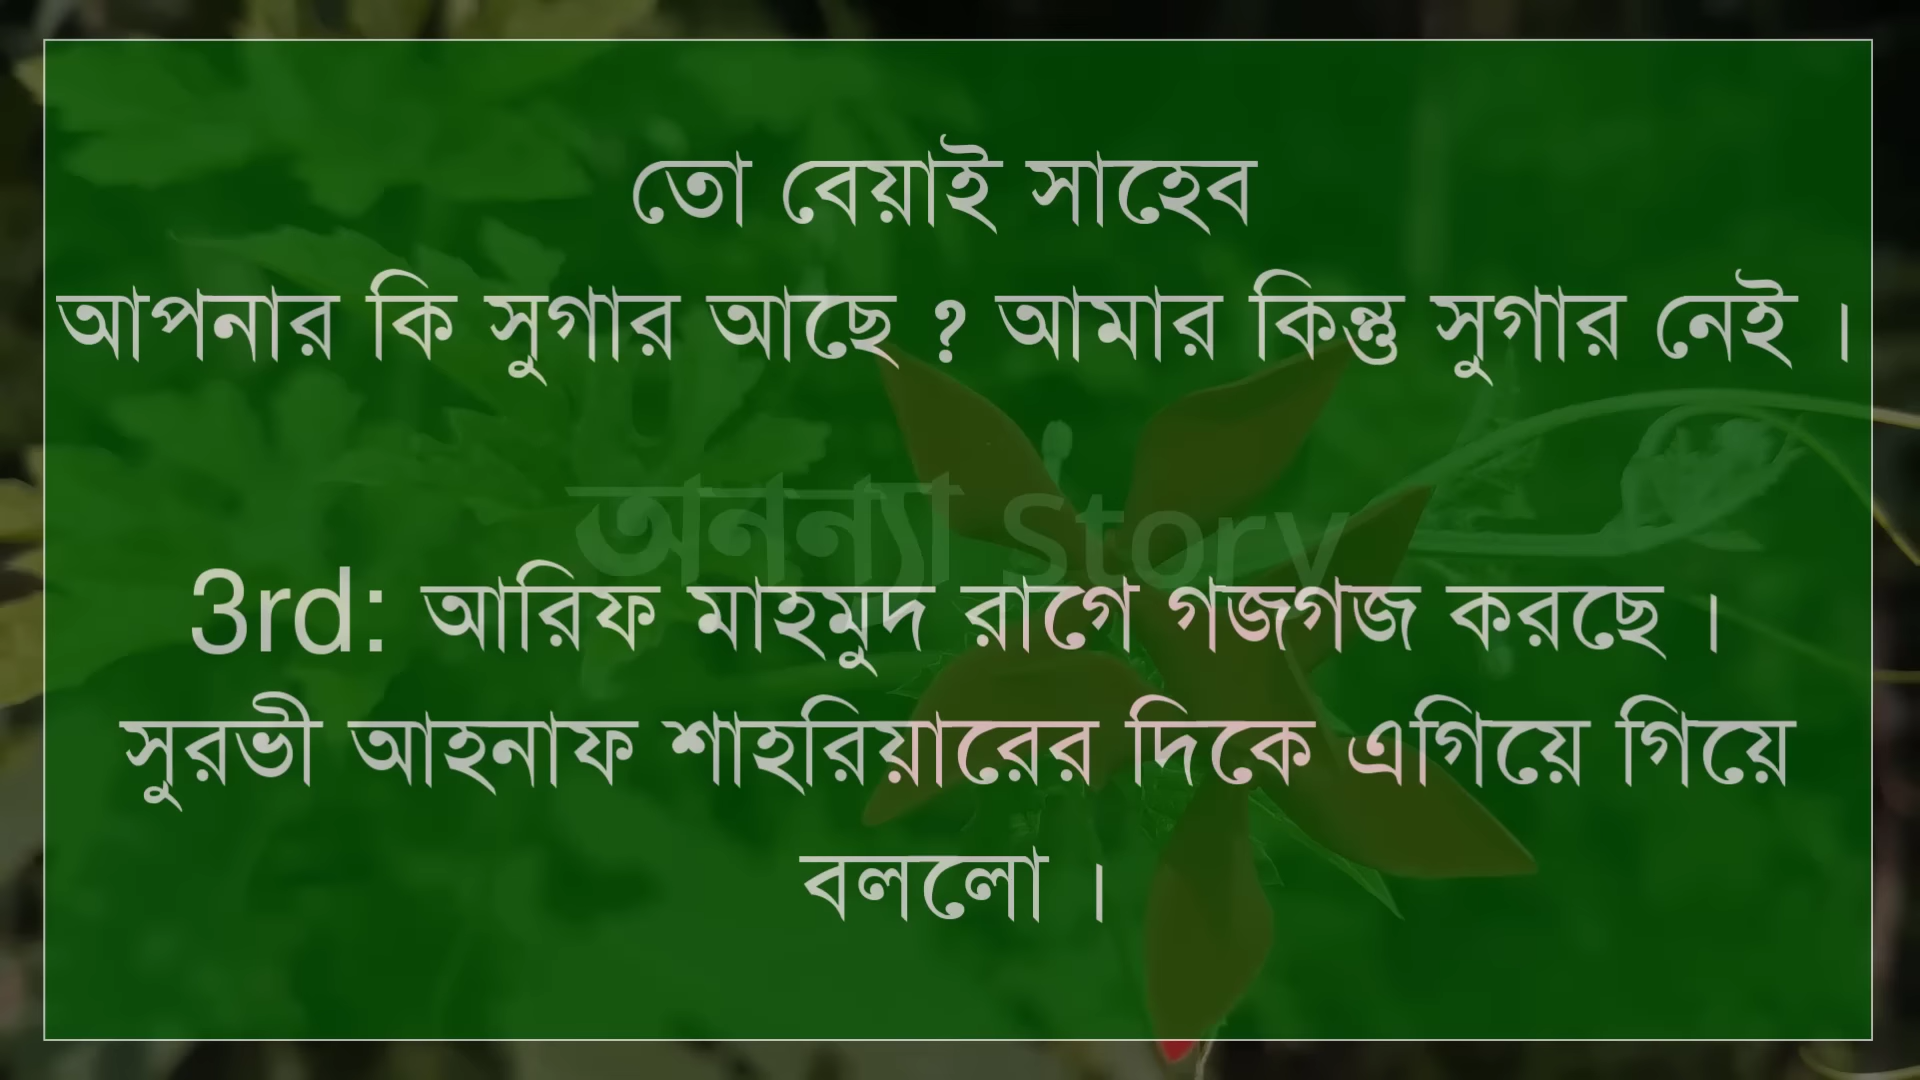 তো বেয়াই সাহেব
আপনার কি সুগার আছে ? আমার কিন্তু সুগার নেই ।
অনন্যা Story
3rd: আরিফ মাহমুদ রাগে গজগজ করছে ।
সুরভী আহনাফ শাহরিয়ারের দিকে এগিয়ে গিয়ে
বললো ।